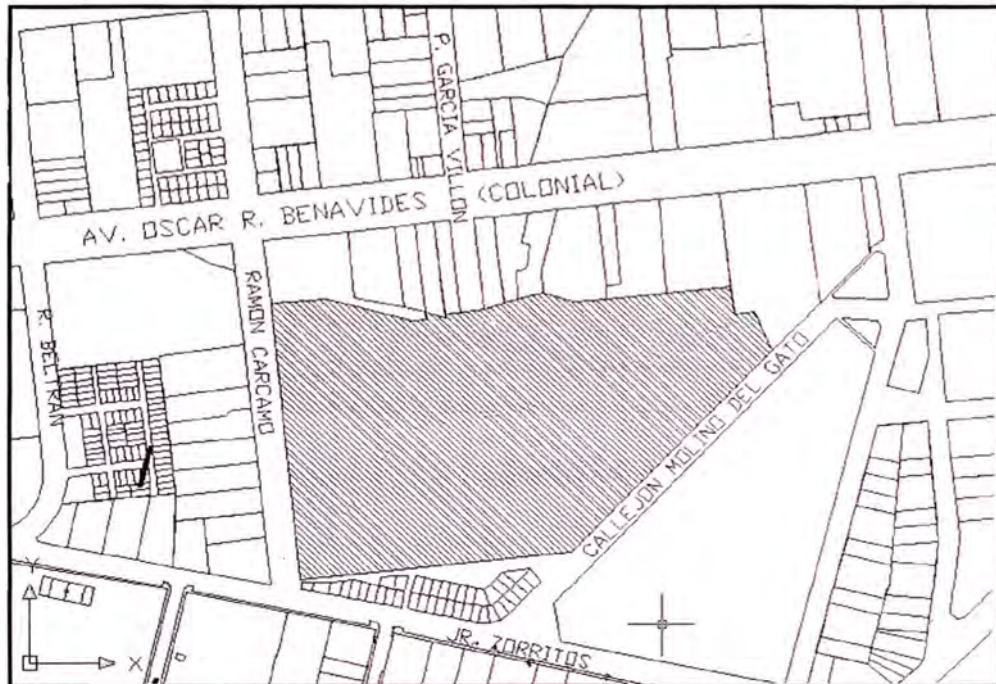 P. GARCIA VILLON
AV. OSCAR R. BENAVIDES (COLONIAL)
RAMON CARCAMO
R. BELTRAN
CALLEJON MOLINO DEL GATO
JR. ZORRITOS
Y
X